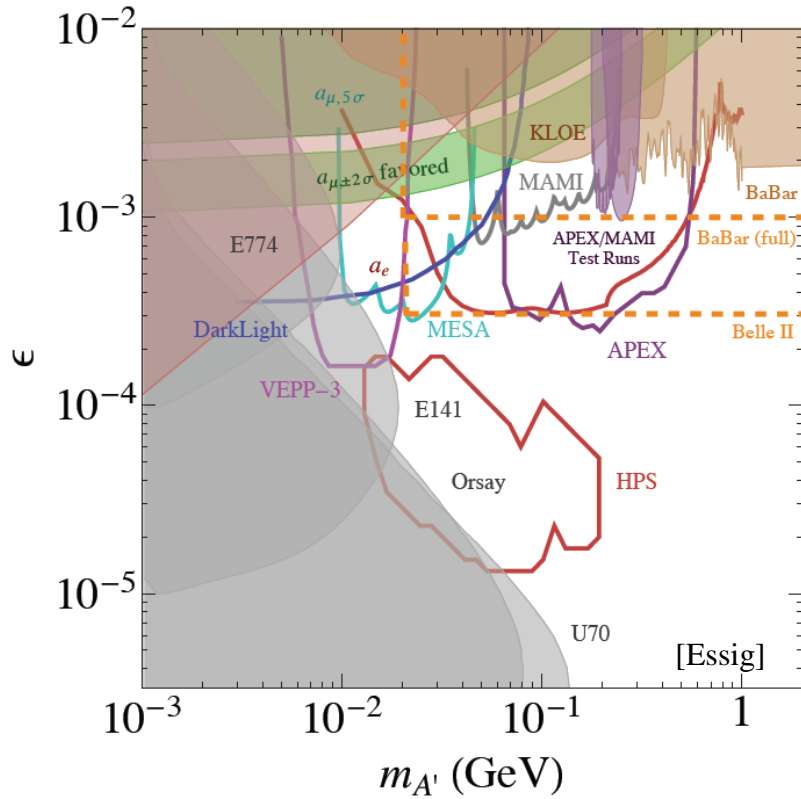 10⁻²
a_{μ,5σ}
KLOE
a_{μ,±2σ} favored
MAMI
BaBar
10⁻³
E774
APEX/MAMI
Test Runs
BaBar (full)
a_e
DarkLight
MESA
Belle II
APEX
ϵ
VEPP−3
10⁻⁴
E141
Orsay
HPS
10⁻⁵
U70
[Essig]
10⁻³ 10⁻² 10⁻¹ 1
m_{A'} (GeV)